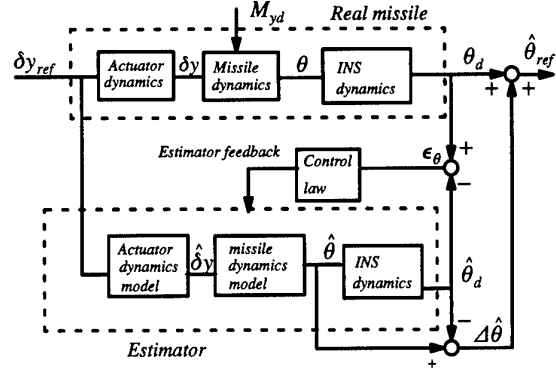 M_yd
Real missile
δy_ref
Actuator dynamics
δy
Missile dynamics
θ
INS dynamics
θ_d
θ̂_ref
+
+
Estimator feedback
Control law
ϵ_θ
+
−
Actuator dynamics model
δ̂y
missile dynamics model
θ̂
INS dynamics
θ̂_d
−
Δθ̂
+
Estimator